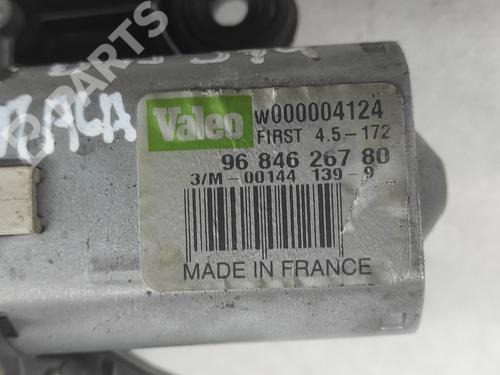 B PARTS
Valeo W000004124
FIRST 4.5-172
96 846 267 80
3/M-00144 139-9
MADE IN FRANCE